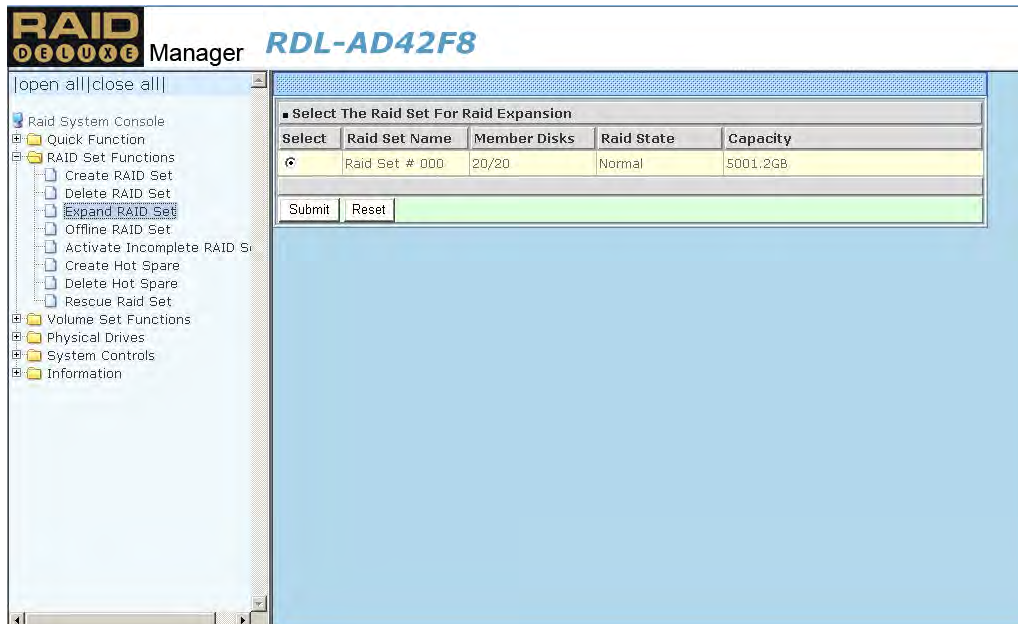 RAID
DELUXE Manager RDL-AD42F8
|open all|close all|
Raid System Console
Quick Function
RAID Set Functions
Create RAID Set
Delete RAID Set
Expand RAID Set
Offline RAID Set
Activate Incomplete RAID
Create Hot Spare
Delete Hot Spare
Rescue Raid Set
Volume Set Functions
Physical Drives
System Controls
Information
Select The Raid Set For Raid Expansion
Select Raid Set Name Member Disks Raid State Capacity
Raid Set # 000 20/20 Normal 5001.2GB
Submit Reset